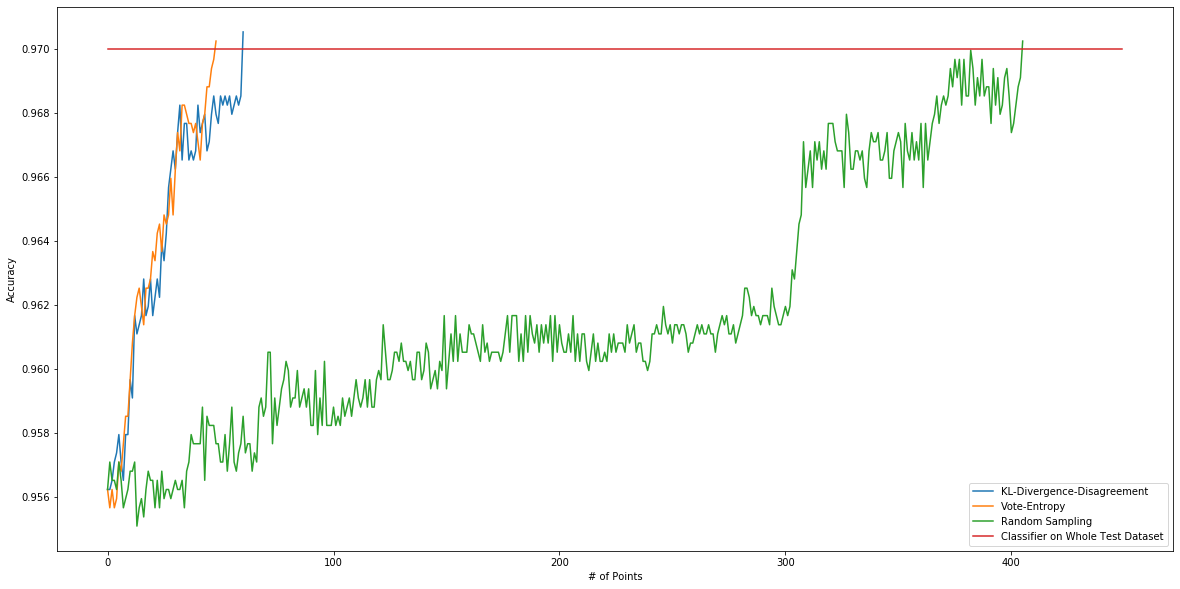 0.970
0.968
0.966
0.964
0.962
0.960
0.958
0.956
Accuracy
0
100
200
300
400
# of Points
KL-Divergence-Disagreement
Vote-Entropy
Random Sampling
Classifier on Whole Test Dataset